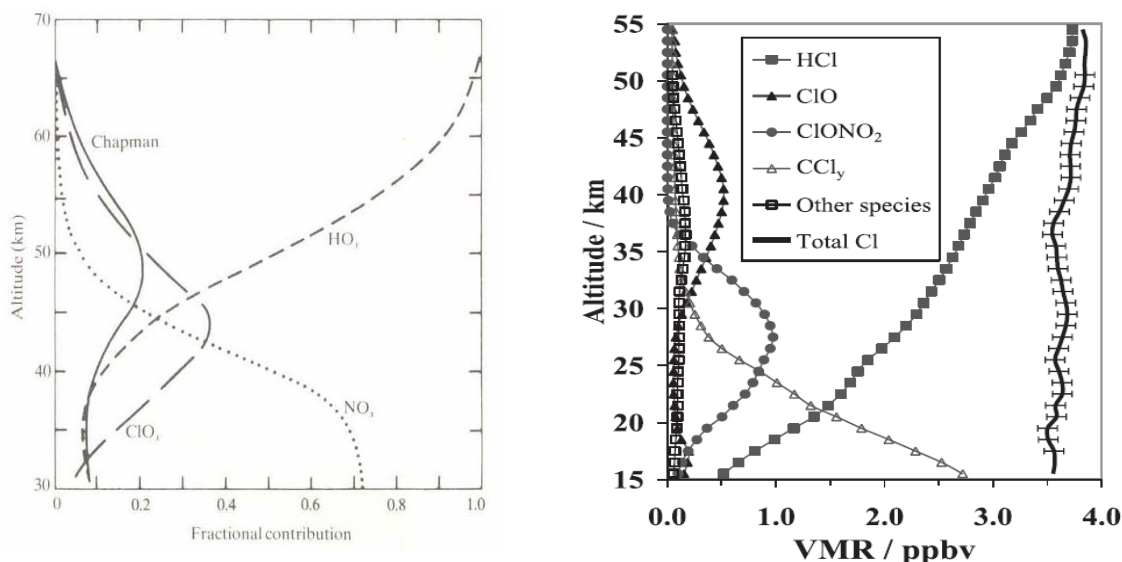 70
60
50
40
30
Altitude (km)
Chapman
HOₓ
NOₓ
ClOₓ
0 0.2 0.4 0.6 0.8 1.0
Fractional contribution
55
50
45
40
35
30
25
20
15
Altitude / km
HCl
ClO
ClONO₂
CClᵧ
Other species
Total Cl
0.0 1.0 2.0 3.0 4.0
VMR / ppbv